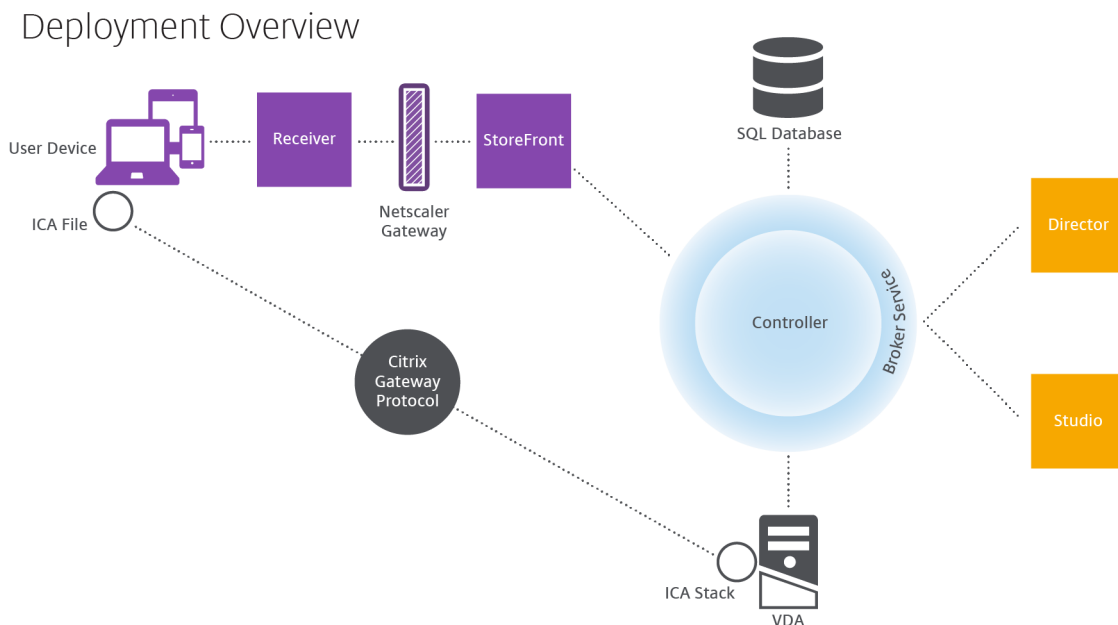 Deployment Overview
SQL Database
User Device
Receiver
StoreFront
Netscaler
Gateway
ICA File
Director
Controller
Broker Service
Citrix
Gateway
Protocol
Studio
ICA Stack
VDA